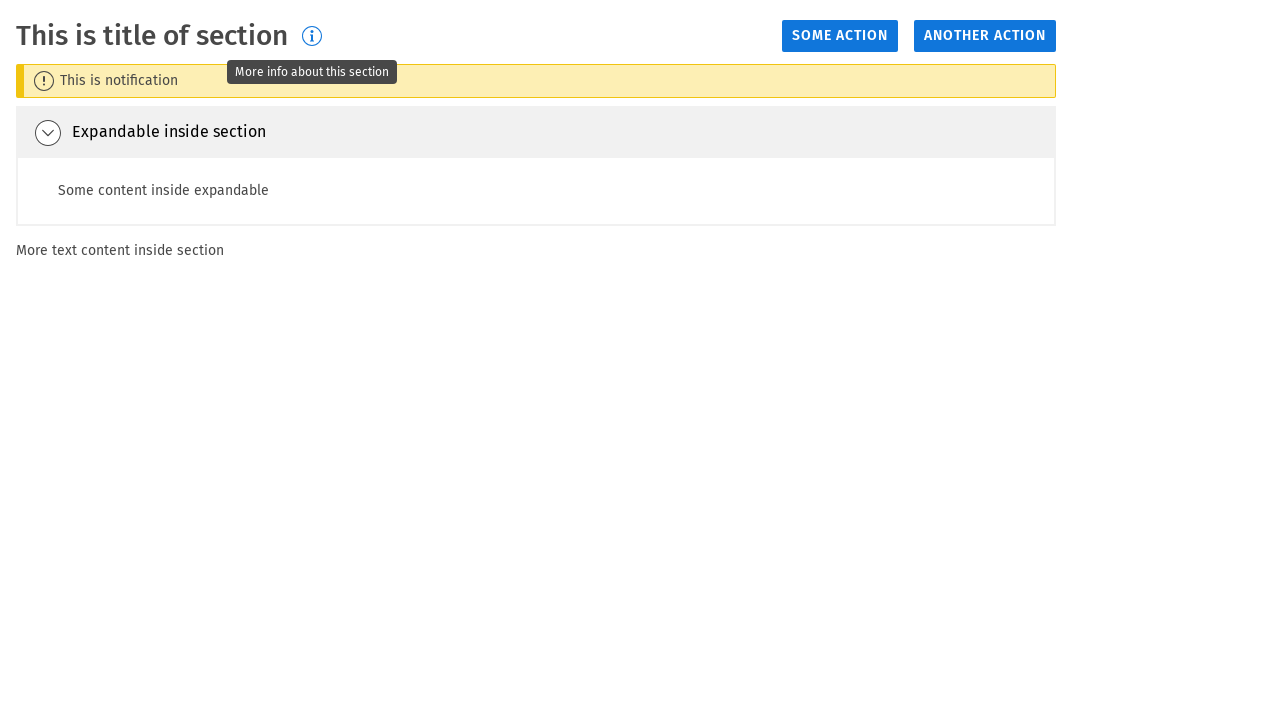 This is title of section
SOME ACTION
ANOTHER ACTION
More info about this section
This is notification
Expandable inside section
Some content inside expandable
More text content inside section